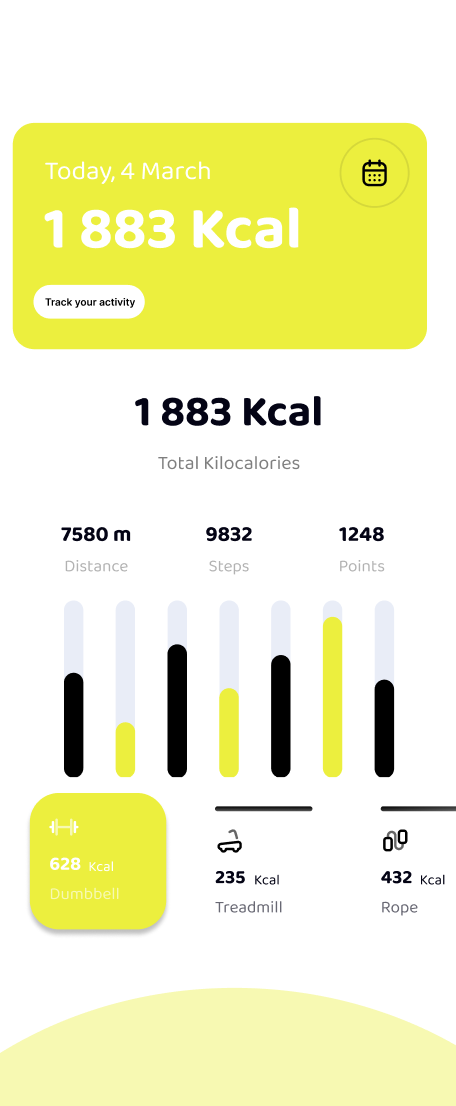 Today, 4 March
1 883 Kcal
Track your activity
1 883 Kcal
Total Kilocalories
7580 m 9832 1248
Distance Steps Points
628 Kcal
Dumbbell
235 Kcal
Treadmill
432 Kcal
Rope